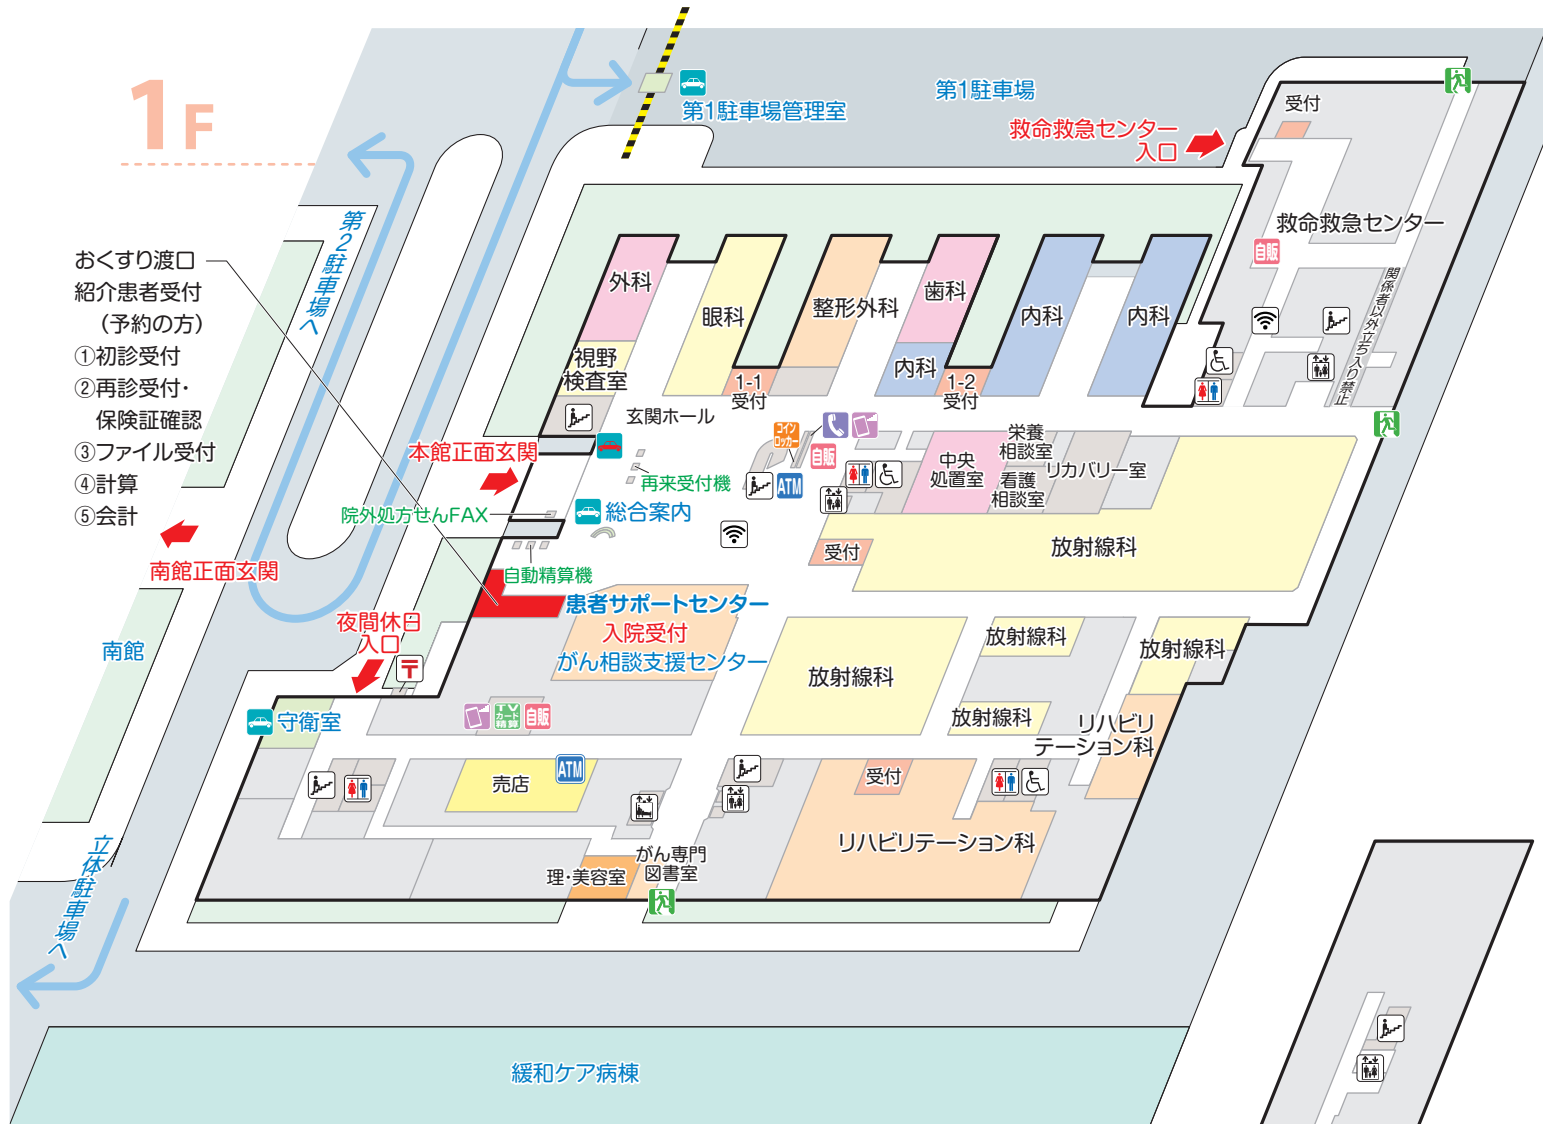 1F
第1駐車場管理室
第1駐車場
救命救急センター
入口
受付
救命救急センター
自販
関係者以外立ち入り禁止
第2駐車場へ
おくすり渡口
紹介患者受付
（予約の方）
①初診受付
②再診受付・
保険証確認
③ファイル受付
④計算
⑤会計
外科
眼科
整形外科
歯科
内科
内科
内科
視野
検査室
1-1
受付
1-2
受付
玄関ホール
コイン
ロッカー
自販
ATM
本館正面玄関
再来受付機
院外処方せんFAX
総合案内
自動精算機
中央
処置室
栄養
相談室
看護
相談室
リカバリー室
放射線科
受付
南館正面玄関
南館
夜間休日
入口
〒
患者サポートセンター
入院受付
がん相談支援センター
放射線科
放射線科
放射線科
放射線科
リハビリ
テーション科
守衛室
TV
カード
精算
自販
ATM
売店
受付
リハビリテーション科
理・美容室
がん専門
図書室
立体駐車場へ
緩和ケア病棟